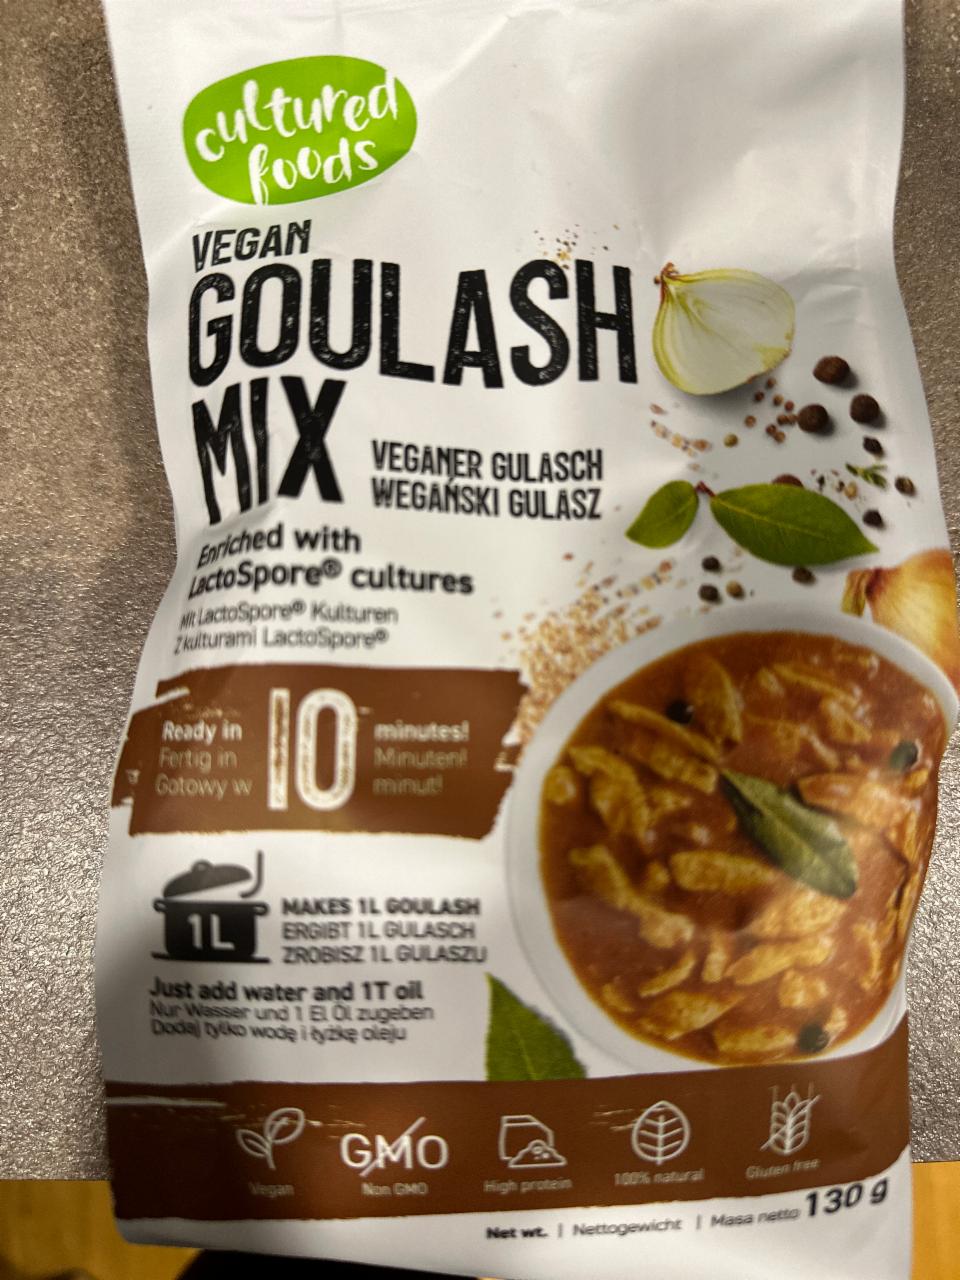 cultured
foods
VEGAN
GOULASH
MIX
VEGANER GULASCH
WEGAŃSKI GULASZ
Enriched with
LactoSpore® cultures
Mit LactoSpore® Kulturen
Z kulturami LactoSpore®
Ready in 10 minutes!
Fertig in Minuten!
Gotowy w minut!
1L
MAKES 1L GOULASH
ERGIBT 1L GULASCH
ZROBISZ 1L GULASZU
Just add water and 1T oil
Nur Wasser und 1 El Öl zugeben
Dodaj tylko wodę i łyżkę oleju
GMO
Vegan
Non GMO
High protein
100% natural
Gluten free
Net wt. | Nettogewicht | Masa netto 130 g